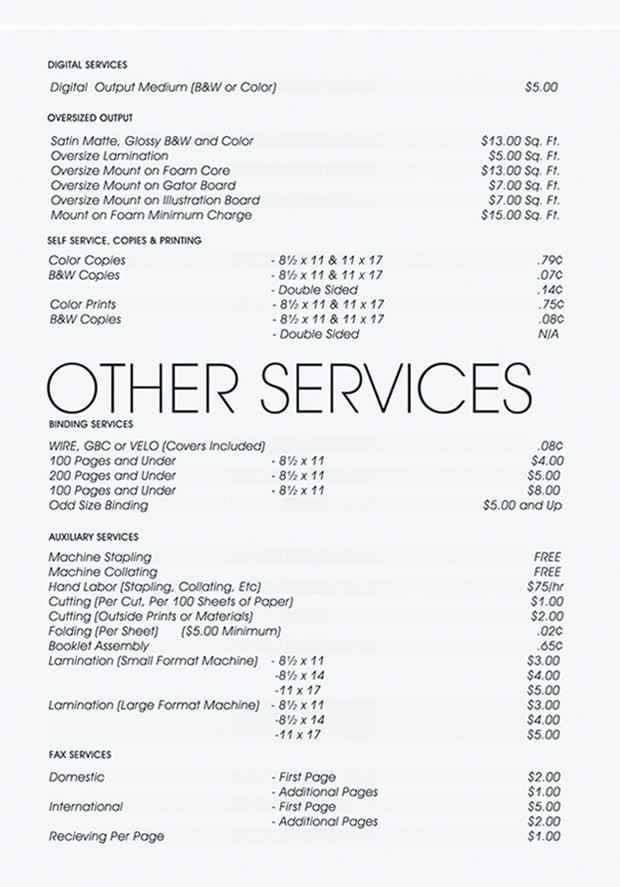 DIGITAL SERVICES
Digital Output Medium (B&W or Color) $5.00
OVERSIZED OUTPUT
Satin Matte, Glossy B&W and Color $13.00 Sq. Ft.
Oversize Lamination $5.00 Sq. Ft.
Oversize Mount on Foam Core $13.00 Sq. Ft.
Oversize Mount on Gator Board $7.00 Sq. Ft.
Oversize Mount on Illustration Board $7.00 Sq. Ft.
Mount on Foam Minimum Charge $15.00 Sq. Ft.
SELF SERVICE, COPIES & PRINTING
Color Copies - 8½ x 11 & 11 x 17 .79¢
B&W Copies - 8½ x 11 & 11 x 17 .07¢
- Double Sided .14¢
Color Prints - 8½ x 11 & 11 x 17 .75¢
B&W Copies - 8½ x 11 & 11 x 17 .08¢
- Double Sided N/A
OTHER SERVICES
BINDING SERVICES
WIRE, GBC or VELO (Covers Included) .08¢
100 Pages and Under - 8½ x 11 $4.00
200 Pages and Under - 8½ x 11 $5.00
100 Pages and Under - 8½ x 11 $8.00
Odd Size Binding $5.00 and Up
AUXILIARY SERVICES
Machine Stapling FREE
Machine Collating FREE
Hand Labor (Stapling, Collating, Etc) $75/hr
Cutting (Per Cut, Per 100 Sheets of Paper) $1.00
Cutting (Outside Prints or Materials) $2.00
Folding (Per Sheet) ($5.00 Minimum) .02¢
Booklet Assembly .65¢
Lamination (Small Format Machine) - 8½ x 11 $3.00
-8½ x 14 $4.00
-11 x 17 $5.00
Lamination (Large Format Machine) - 8½ x 11 $3.00
-8½ x 14 $4.00
-11 x 17 $5.00
FAX SERVICES
Domestic - First Page $2.00
- Additional Pages $1.00
International - First Page $5.00
- Additional Pages $2.00
Recieving Per Page $1.00